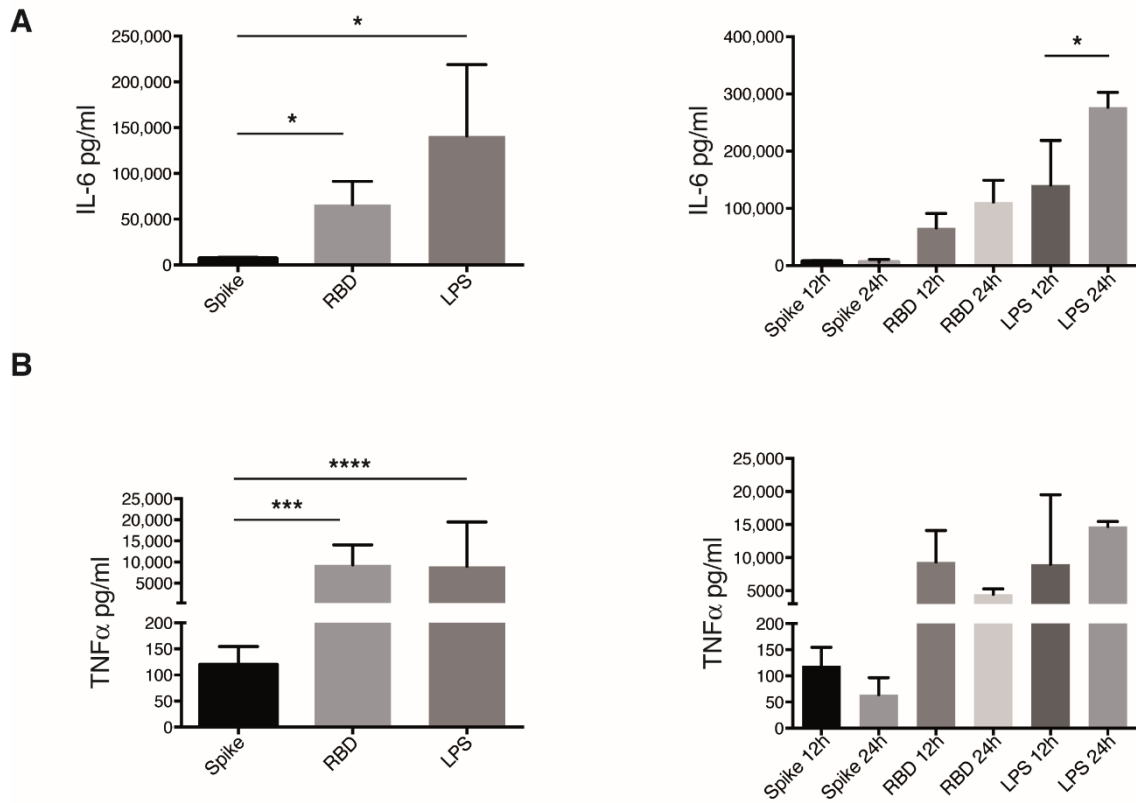 A
IL-6 pg/ml
250,000
200,000
150,000
100,000
50,000
0
*
*
Spike
RBD
LPS
IL-6 pg/ml
400,000
300,000
200,000
100,000
0
*
Spike 12h
Spike 24h
RBD 12h
RBD 24h
LPS 12h
LPS 24h
B
TNFα pg/ml
25,000
20,000
15,000
10,000
5000
200
150
100
50
0
****
***
Spike
RBD
LPS
TNFα pg/ml
25,000
20,000
15,000
10,000
5000
200
150
100
50
0
Spike 12h
Spike 24h
RBD 12h
RBD 24h
LPS 12h
LPS 24h